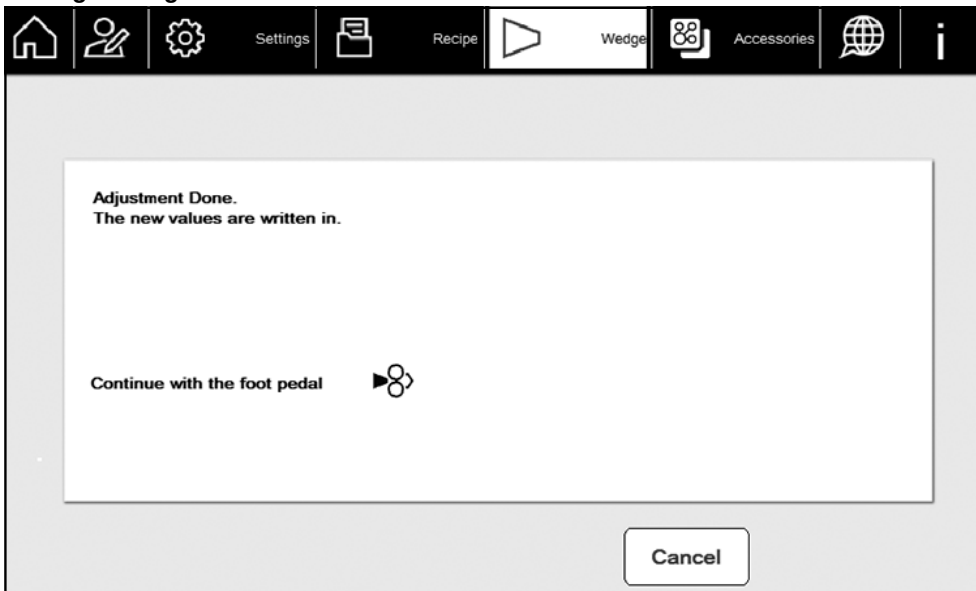 Settings
Recipe
Wedge
Accessories
i
Adjustment Done.
The new values are written in.
Continue with the foot pedal
Cancel